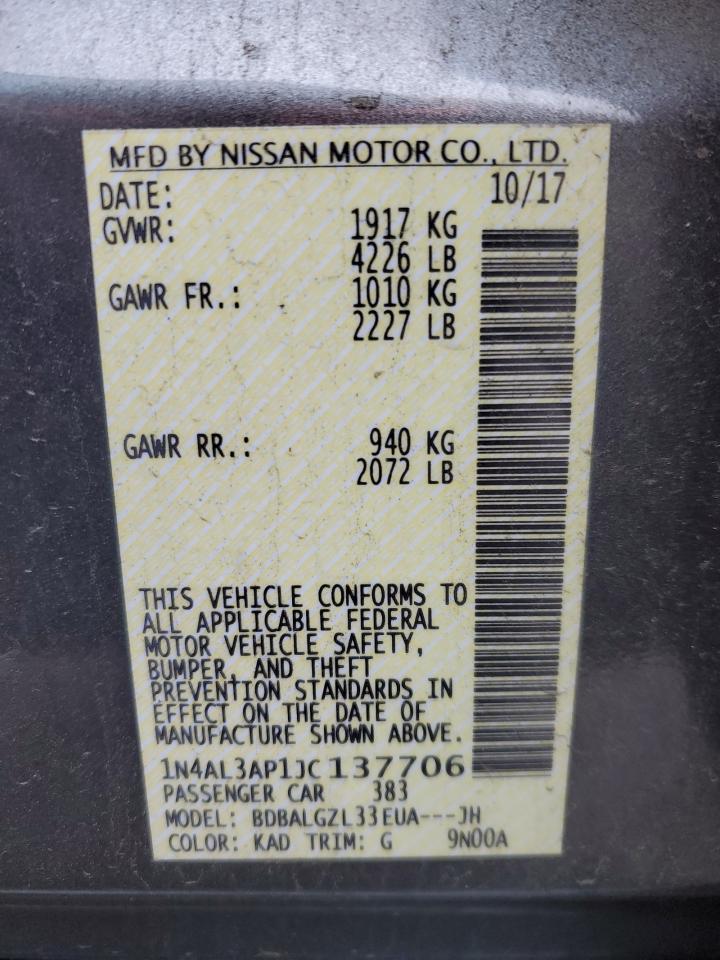 MFD BY NISSAN MOTOR CO., LTD.
DATE: 10/17
GVWR: 1917 KG
4226 LB
GAWR FR.: 1010 KG
2227 LB
GAWR RR.: 940 KG
2072 LB
THIS VEHICLE CONFORMS TO
ALL APPLICABLE FEDERAL
MOTOR VEHICLE SAFETY,
BUMPER, AND THEFT
PREVENTION STANDARDS IN
EFFECT ON THE DATE OF
MANUFACTURE SHOWN ABOVE.
1N4AL3AP1JC137706
PASSENGER CAR 383
MODEL: BDBALGZL33EUA---JH
COLOR: KAD TRIM: G 9N00A